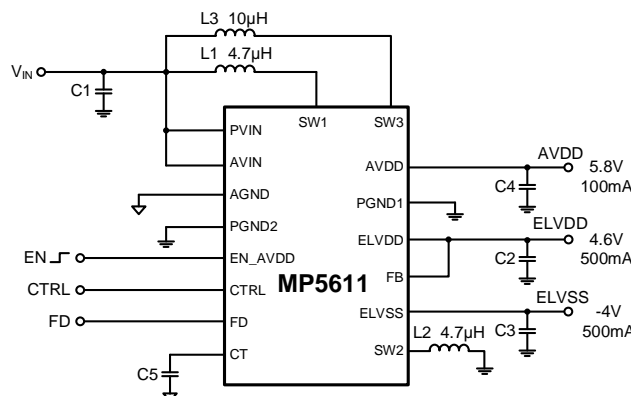 L3 10µH
L1 4.7µH
VIN
C1
SW1 SW3
PVIN
AVIN
AGND
PGND2
EN_AVDD
CTRL
FD
CT
MP5611
AVDD
PGND1
ELVDD
FB
ELVSS
SW2
EN
CTRL
FD
C5
AVDD
5.8V
100mA
C4
ELVDD
4.6V
500mA
C2
ELVSS
-4V
500mA
C3
L2 4.7µH